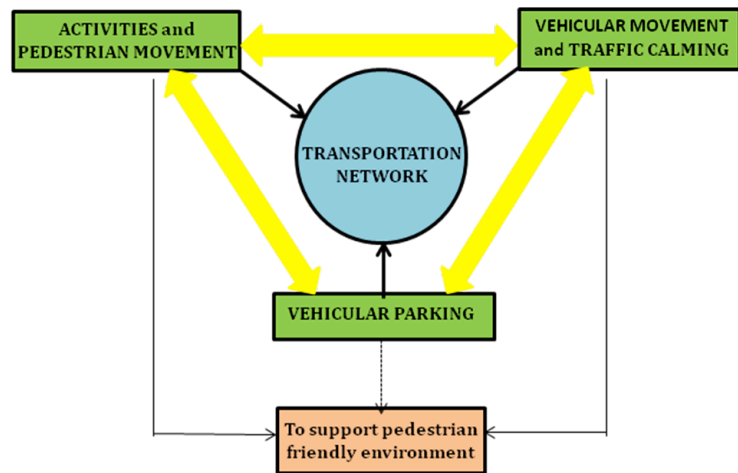 ACTIVITIES and
PEDESTRIAN MOVEMENT
VEHICULAR MOVEMENT
and TRAFFIC CALMING
TRANSPORTATION
NETWORK
VEHICULAR PARKING
To support pedestrian
friendly environment